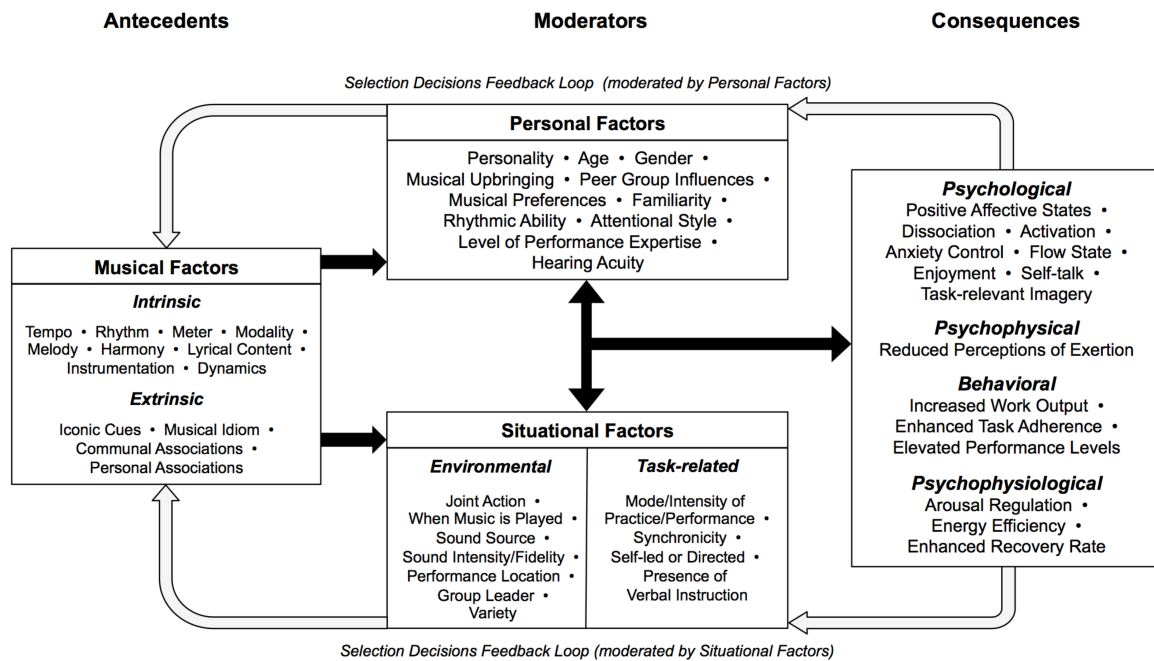 Antecedents
Moderators
Consequences
Selection Decisions Feedback Loop (moderated by Personal Factors)
Musical Factors
Intrinsic
Tempo • Rhythm • Meter • Modality •
Melody • Harmony • Lyrical Content •
Instrumentation • Dynamics
Extrinsic
Iconic Cues • Musical Idiom •
Communal Associations •
Personal Associations
Personal Factors
Personality • Age • Gender •
Musical Upbringing • Peer Group Influences •
Musical Preferences • Familiarity •
Rhythmic Ability • Attentional Style •
Level of Performance Expertise •
Hearing Acuity
Situational Factors
Environmental
Joint Action •
When Music is Played •
Sound Source •
Sound Intensity/Fidelity •
Performance Location •
Group Leader •
Variety
Task-related
Mode/Intensity of
Practice/Performance •
Synchronicity •
Self-led or Directed •
Presence of
Verbal Instruction
Psychological
Positive Affective States •
Dissociation • Activation •
Anxiety Control • Flow State •
Enjoyment • Self-talk •
Task-relevant Imagery
Psychophysical
Reduced Perceptions of Exertion
Behavioral
Increased Work Output •
Enhanced Task Adherence •
Elevated Performance Levels
Psychophysiological
Arousal Regulation •
Energy Efficiency •
Enhanced Recovery Rate
Selection Decisions Feedback Loop (moderated by Situational Factors)